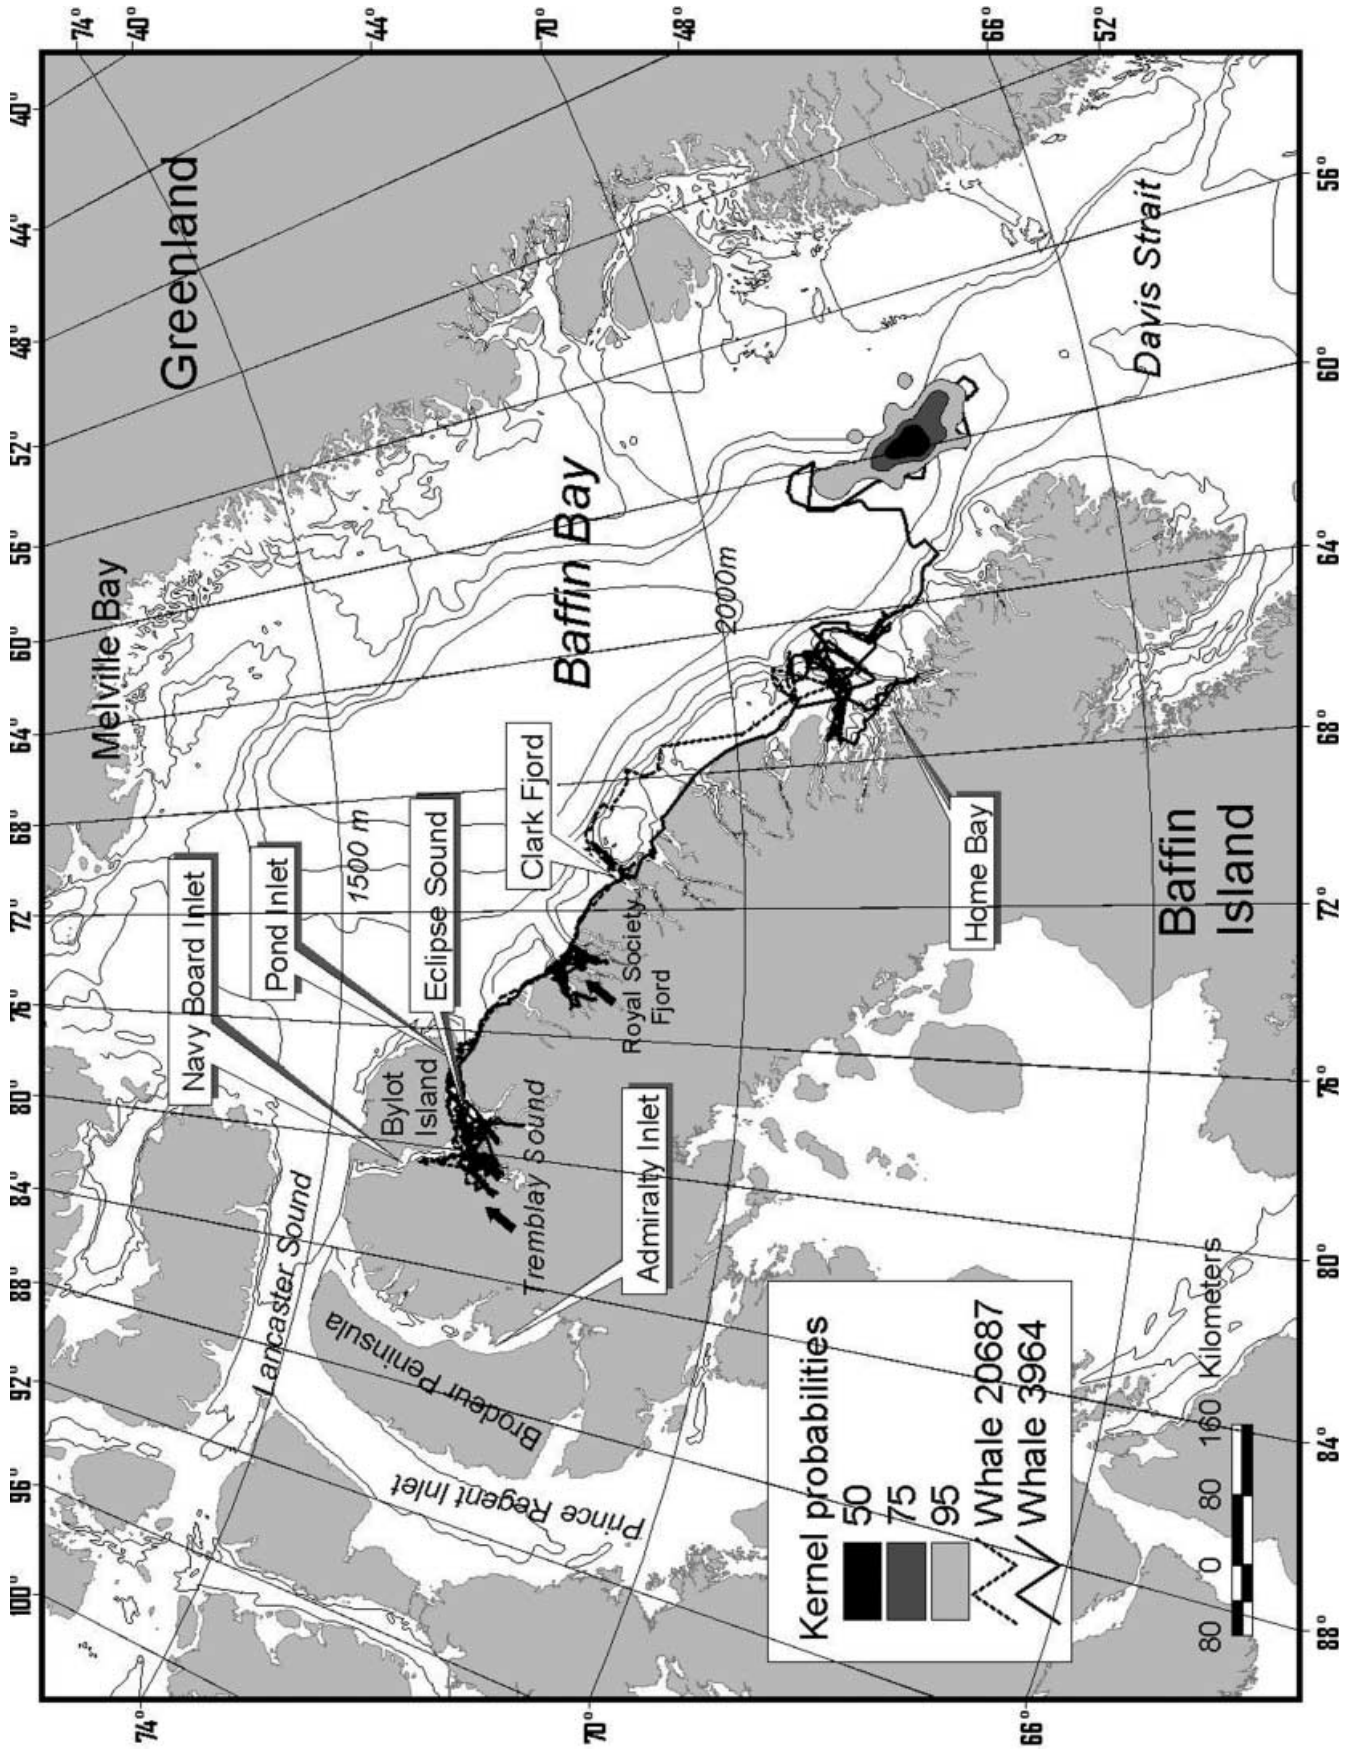 100° 96° 92° 88° 84° 80° 76° 72° 68° 64° 60° 56° 52° 48° 44° 40°
74°
40°
Melville Bay
74°
Greenland
Navy Board Inlet
Pond Inlet
Lancaster Sound
1500 m
44°
Bylot
Island
Eclipse Sound
Brodeur Peninsula
Prince Regent Inlet
Clark Fjord
Tremblay Sound
70°
Baffin Bay
70°
Royal Society
Fjord
Admiralty Inlet
48°
2000m
Kernel probabilities
50
75
95
Whale 20687
Whale 3964
Home Bay
66°
66°
52°
Davis Strait
Baffin
Island
80 0 80 160 Kilometers
88° 84° 80° 76° 72° 68° 64° 60° 56°